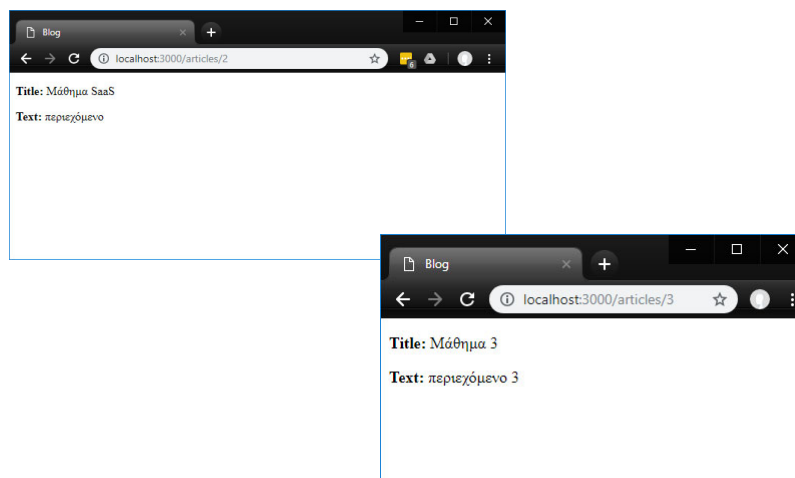 Blog
localhost:3000/articles/2
6
Title: Μάθημα SaaS
Text: περιεχόμενο
Blog
localhost:3000/articles/3
Title: Μάθημα 3
Text: περιεχόμενο 3